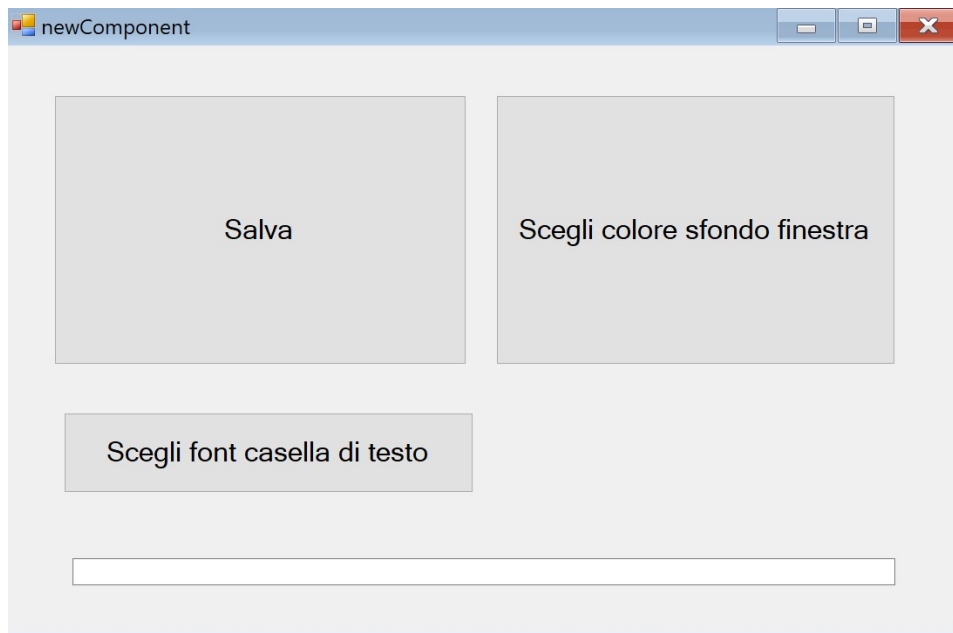 newComponent
Salva
Scegli colore sfondo finestra
Scegli font casella di testo